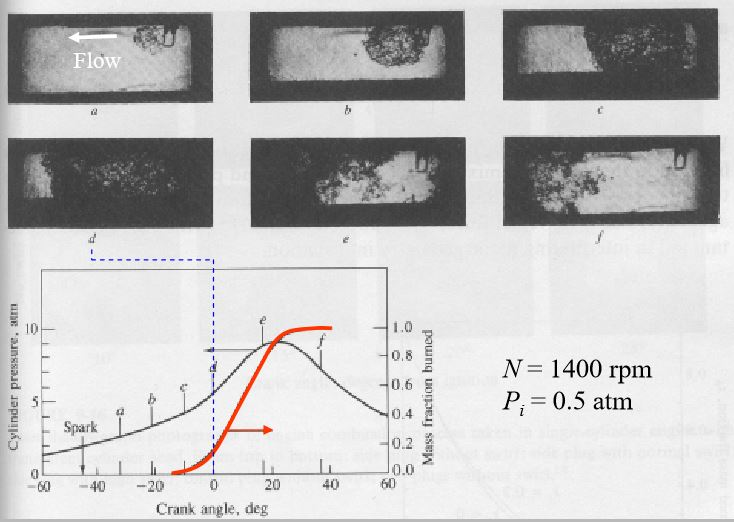 Flow
a
b
c
d
e
f
Cylinder pressure, atm
10
5
0
Spark
a
b
c
d
e
f
1.0
0.8
0.6
0.4
0.2
0.0
Mass fraction burned
-60
-40
-20
0
20
40
60
Crank angle, deg
N = 1400 rpm
Pi = 0.5 atm